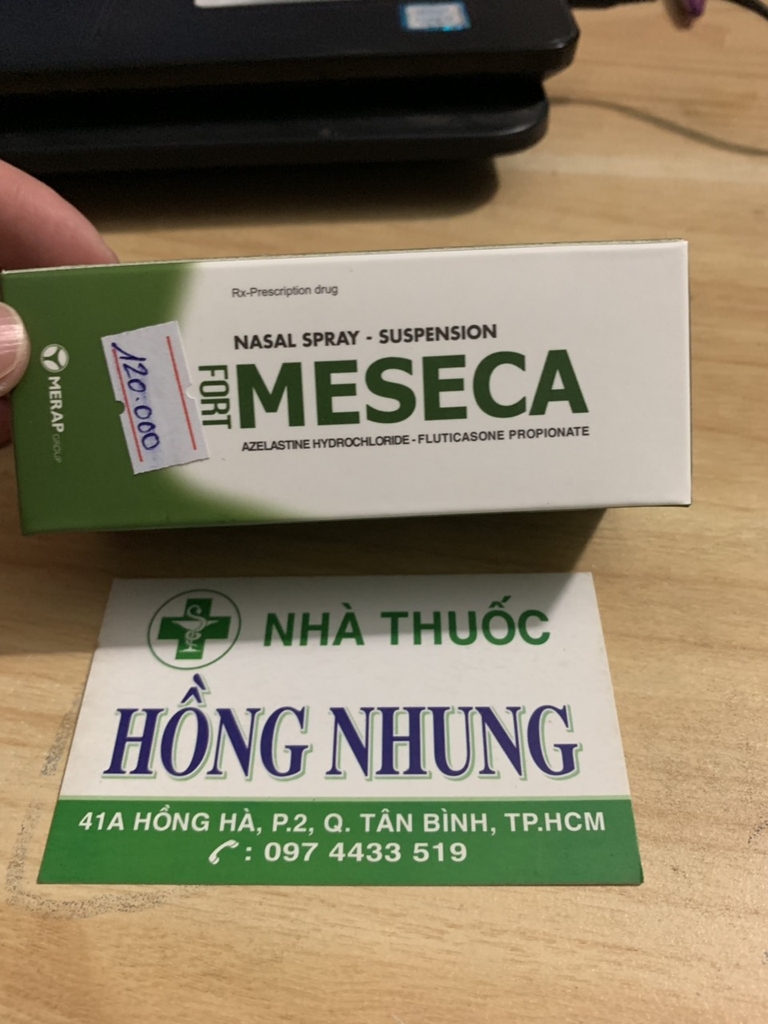 Rx-Prescription drug
NASAL SPRAY - SUSPENSION
FORT
MESECA
AZELASTINE HYDROCHLORIDE - FLUTICASONE PROPIONATE
MERAP GROUP
120.000
NHÀ THUỐC
HỒNG NHUNG
41A HỒNG HÀ, P.2, Q. TÂN BÌNH, TP.HCM
: 097 4433 519